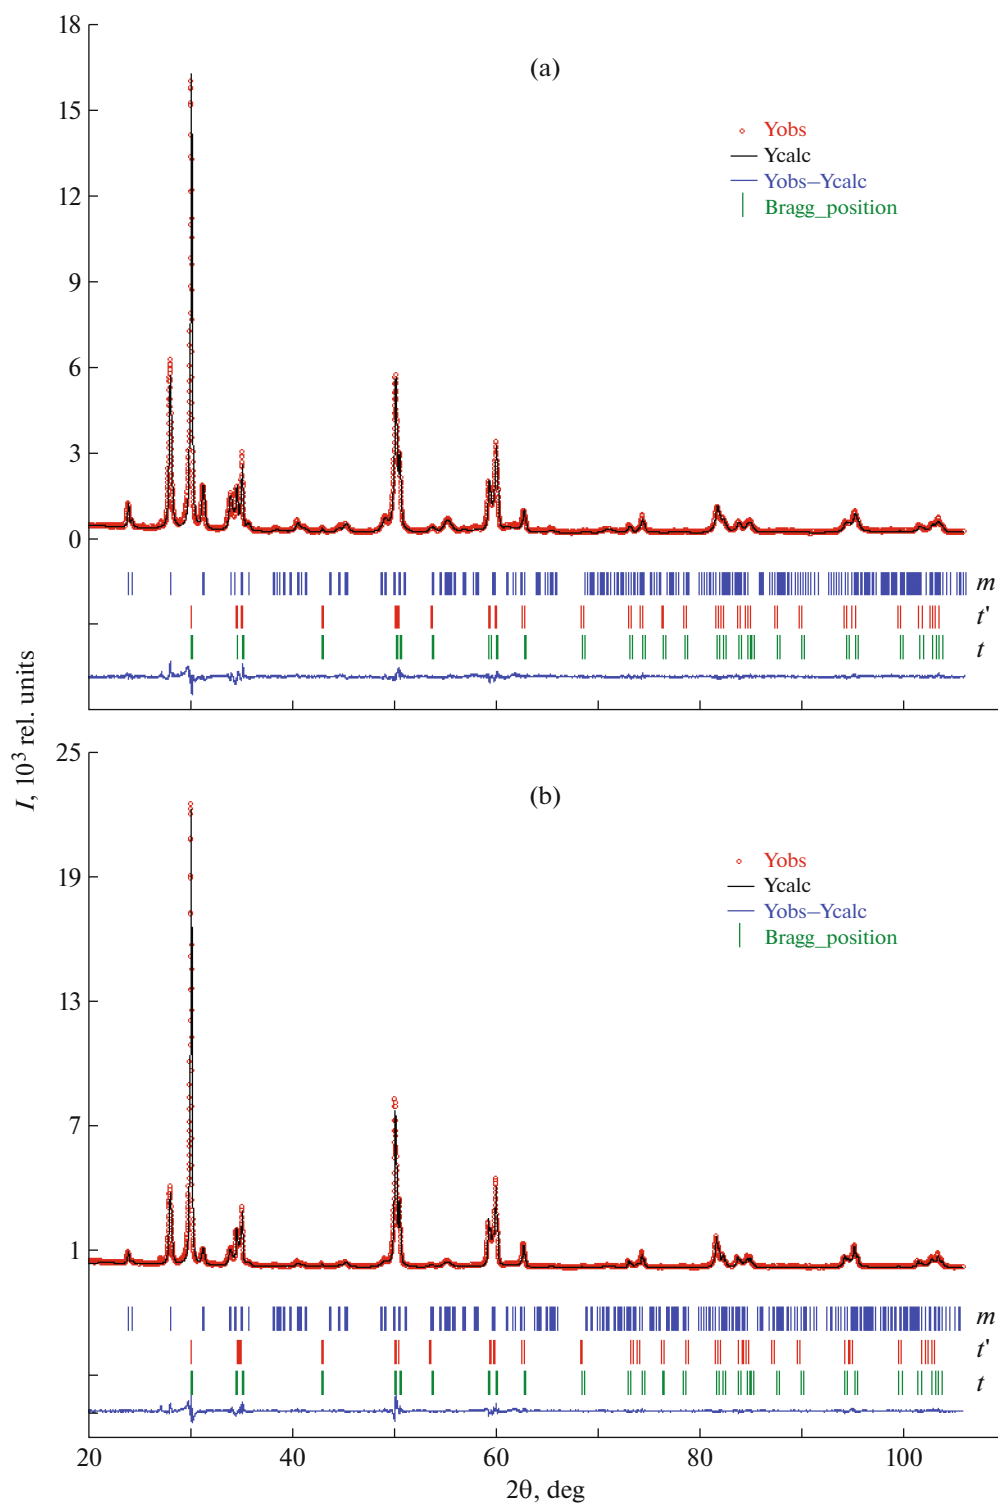 18
(a)
15
Yobs
Ycalc
12
Yobs−Ycalc
Bragg_position
9
6
3
0
m
t'
t
I, 10³ rel. units
25
(b)
19
Yobs
Ycalc
Yobs−Ycalc
Bragg_position
13
7
1
m
t'
t
20 40 60 80 100
2θ, deg